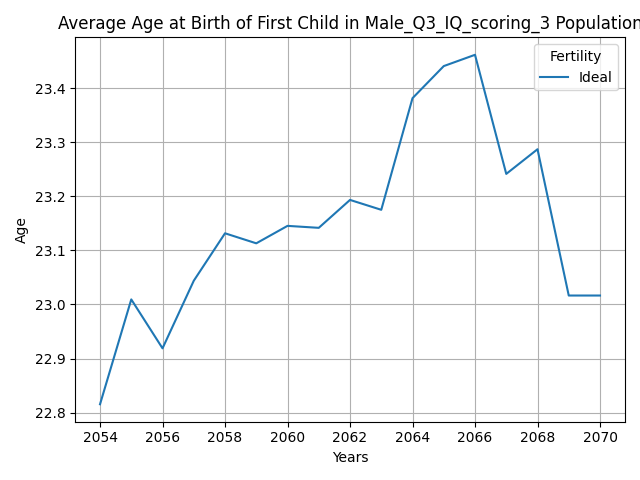 Average Age at Birth of First Child in Male_Q3_IQ_scoring_3 Population
Fertility
Ideal
23.4
23.3
23.2
23.1
23.0
22.9
22.8
Age
2054 2056 2058 2060 2062 2064 2066 2068 2070
Years